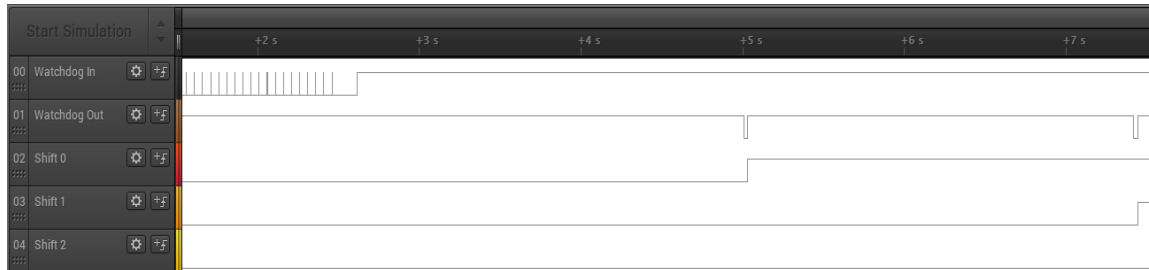 Start Simulation
+2 s +3 s +4 s +5 s +6 s +7 s
00 Watchdog In
01 Watchdog Out
02 Shift 0
03 Shift 1
04 Shift 2